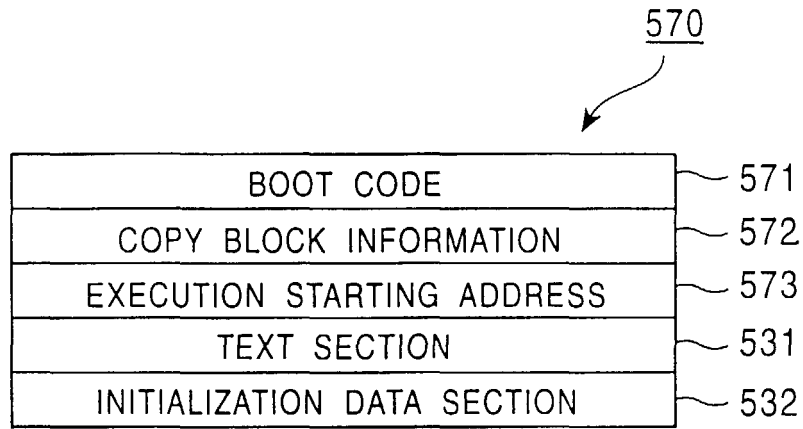 570
BOOT CODE 571
COPY BLOCK INFORMATION 572
EXECUTION STARTING ADDRESS 573
TEXT SECTION 531
INITIALIZATION DATA SECTION 532